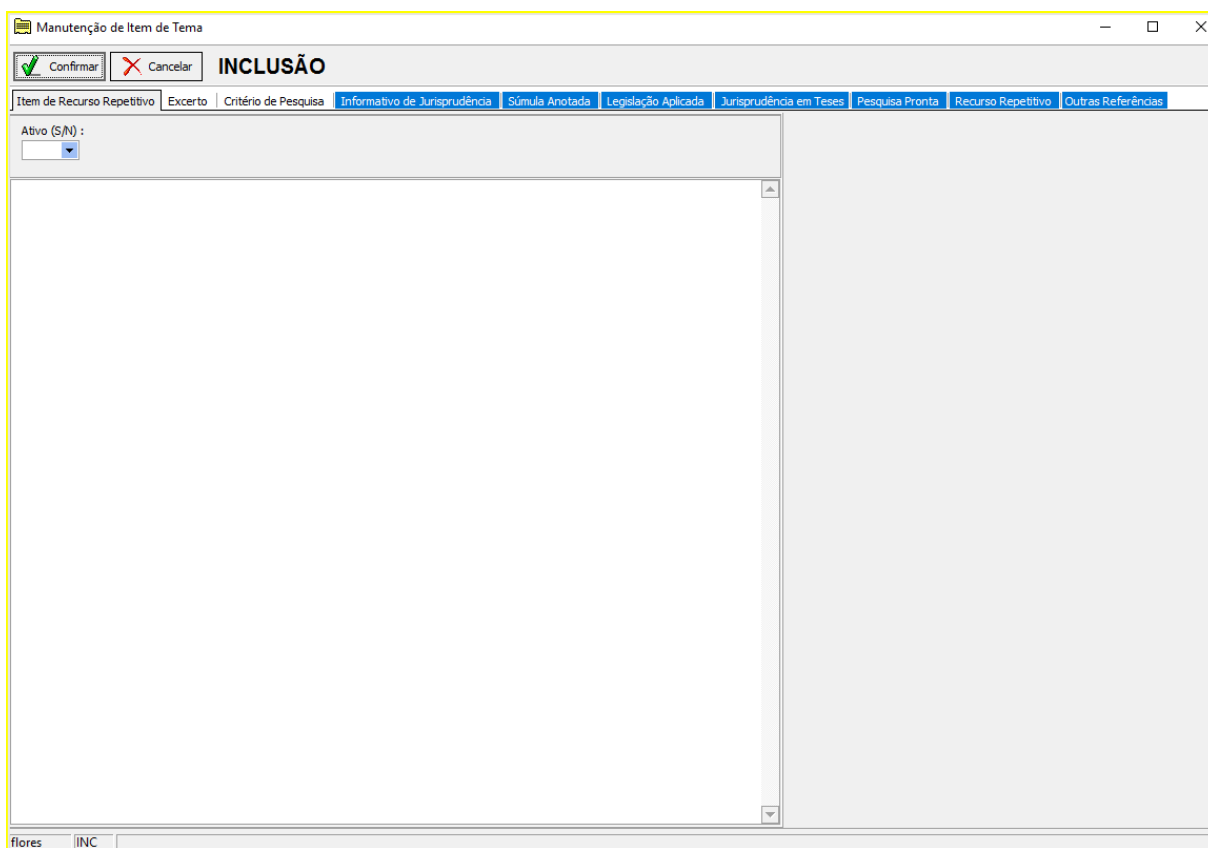 Manutenção de Item de Tema
Confirmar Cancelar INCLUSÃO
Item de Recurso Repetitivo Excerto Critério de Pesquisa Informativo de Jurisprudência Súmula Anotada Legislação Aplicada Jurisprudência em Teses Pesquisa Pronta Recurso Repetitivo Outras Referências
Ativo (S/N) :
flores INC